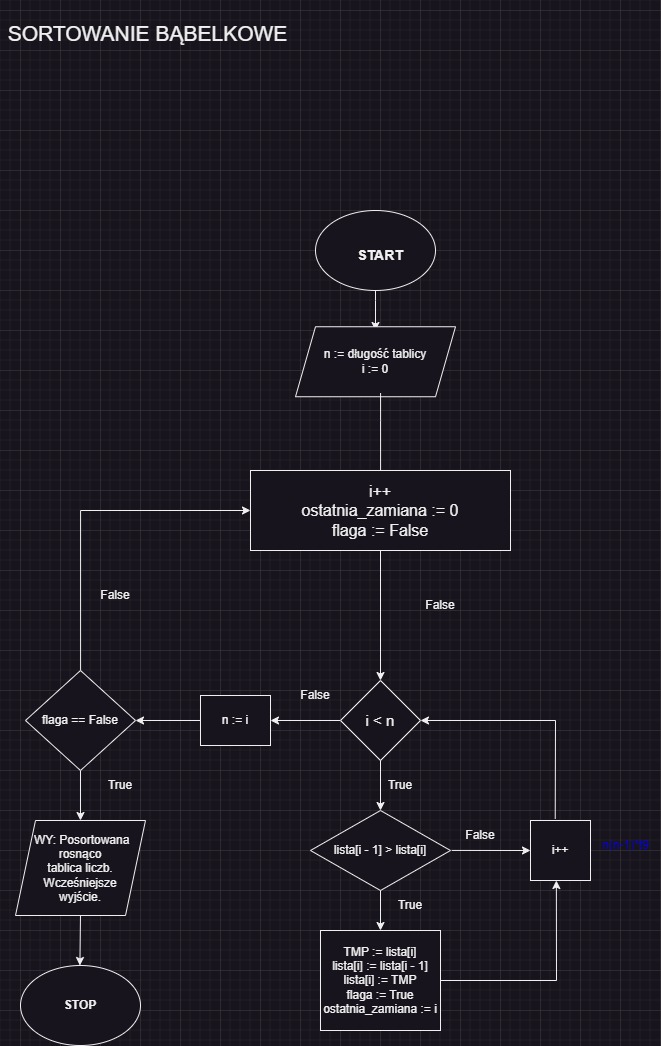 SORTOWANIE BĄBELKOWE
START
n := długość tablicy
i := 0
i++
ostatnia_zamiana := 0
flaga := False
False
False
flaga == False
n := i
False
i < n
True
True
WY: Posortowana
rosnąco
tablica liczb.
Wcześniejsze
wyjście.
lista[i - 1] > lista[i]
False
i++
True
TMP := lista[i]
lista[i] := lista[i - 1]
lista[i] := TMP
flaga := True
ostatnia_zamiana := i
STOP